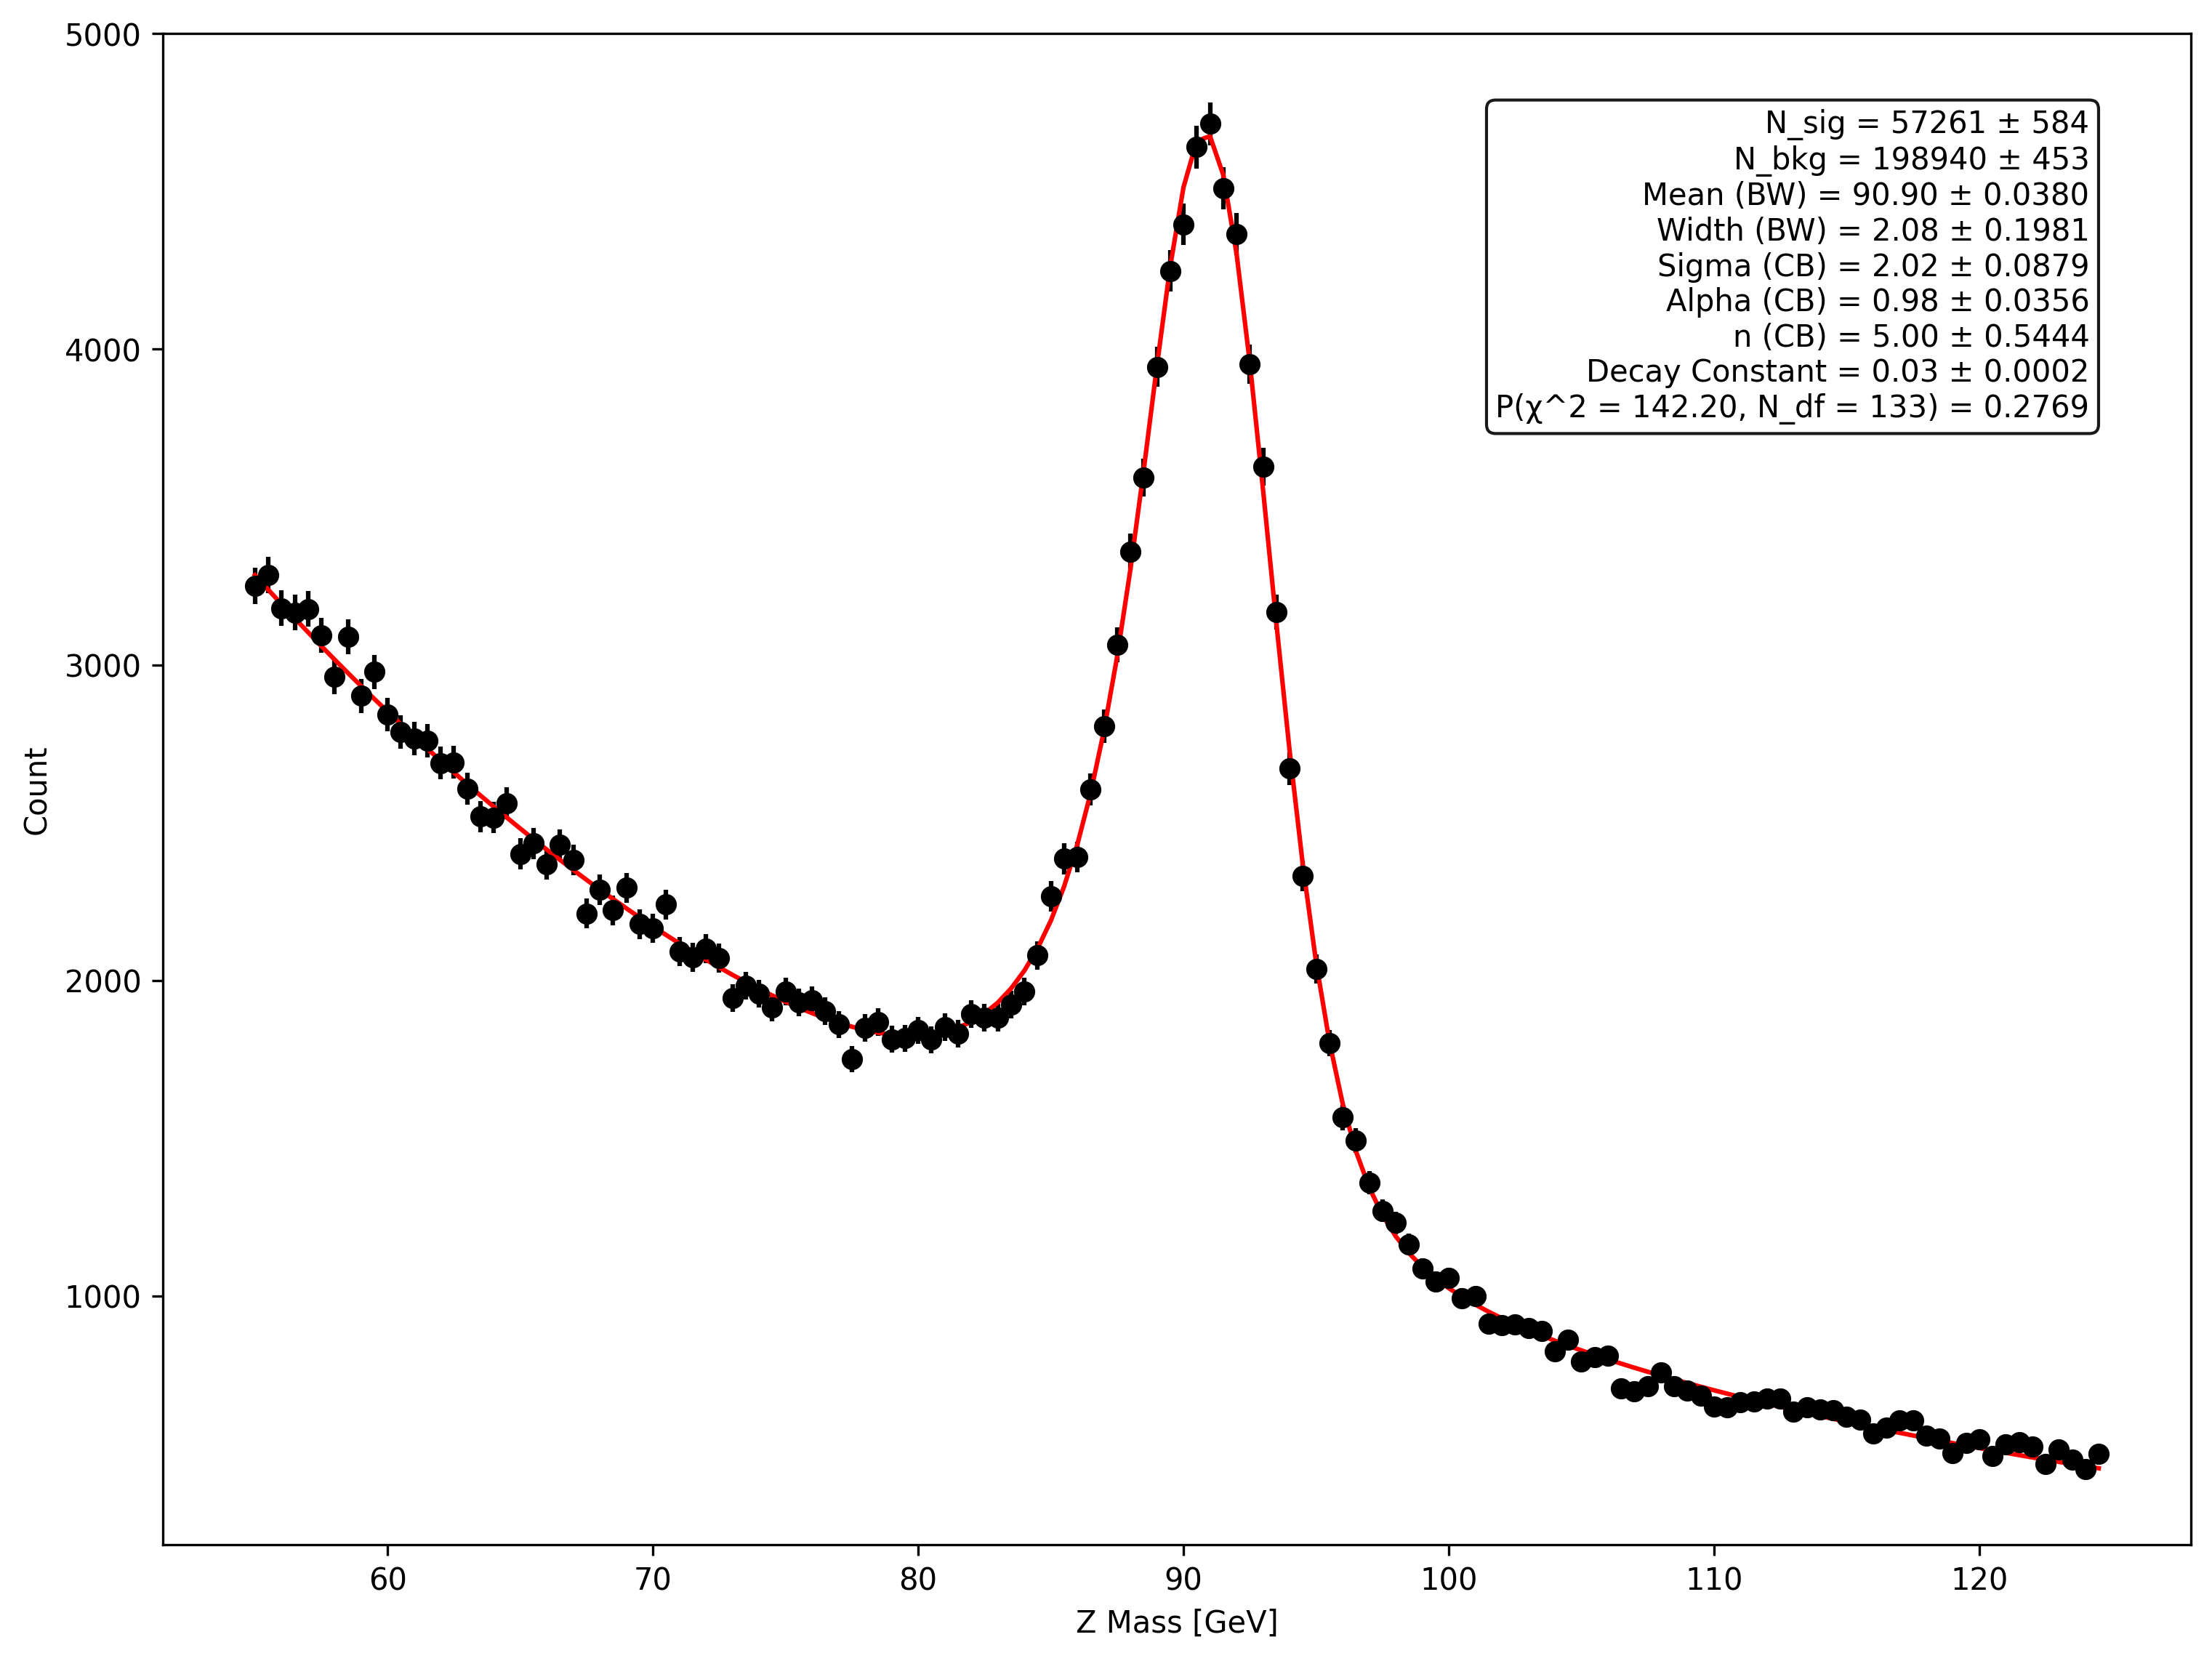 5000
4000
3000
2000
1000
Count
N_sig = 57261 ± 584
N_bkg = 198940 ± 453
Mean (BW) = 90.90 ± 0.0380
Width (BW) = 2.08 ± 0.1981
Sigma (CB) = 2.02 ± 0.0879
Alpha (CB) = 0.98 ± 0.0356
n (CB) = 5.00 ± 0.5444
Decay Constant = 0.03 ± 0.0002
P(χ^2 = 142.20, N_df = 133) = 0.2769
60 70 80 90 100 110 120
Z Mass [GeV]